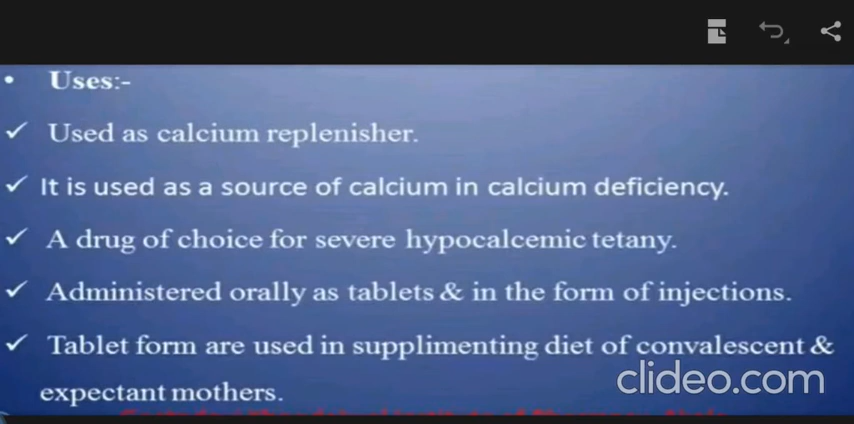 • Uses:-
✓ Used as calcium replenisher.
✓ It is used as a source of calcium in calcium deficiency.
✓ A drug of choice for severe hypocalcemic tetany.
✓ Administered orally as tablets & in the form of injections.
✓ Tablet form are used in supplimenting diet of convalescent &
expectant mothers.
clideo.com